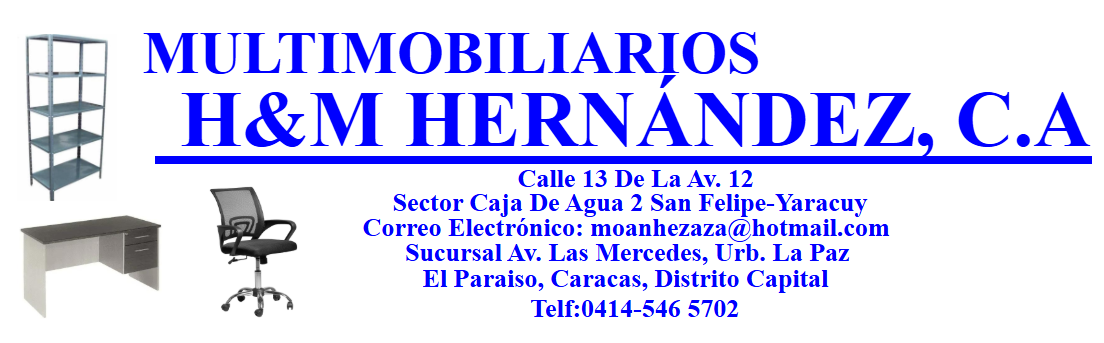 MULTIMOBILIARIOS
H&M HERNÁNDEZ, C.A
Calle 13 De La Av. 12
Sector Caja De Agua 2 San Felipe-Yaracuy
Correo Electrónico: moanhezaza@hotmail.com
Sucursal Av. Las Mercedes, Urb. La Paz
El Paraiso, Caracas, Distrito Capital
Telf:0414-546 5702